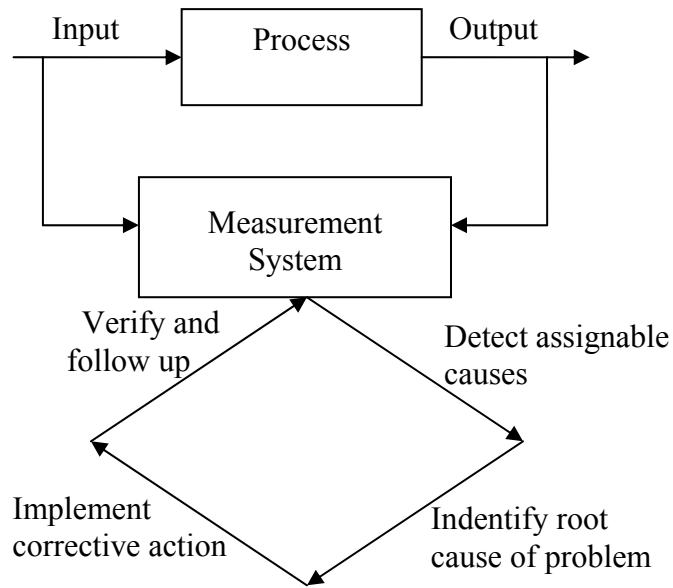 Input
Process
Output
Measurement
System
Verify and
follow up
Detect assignable
causes
Implement
corrective action
Indentify root
cause of problem